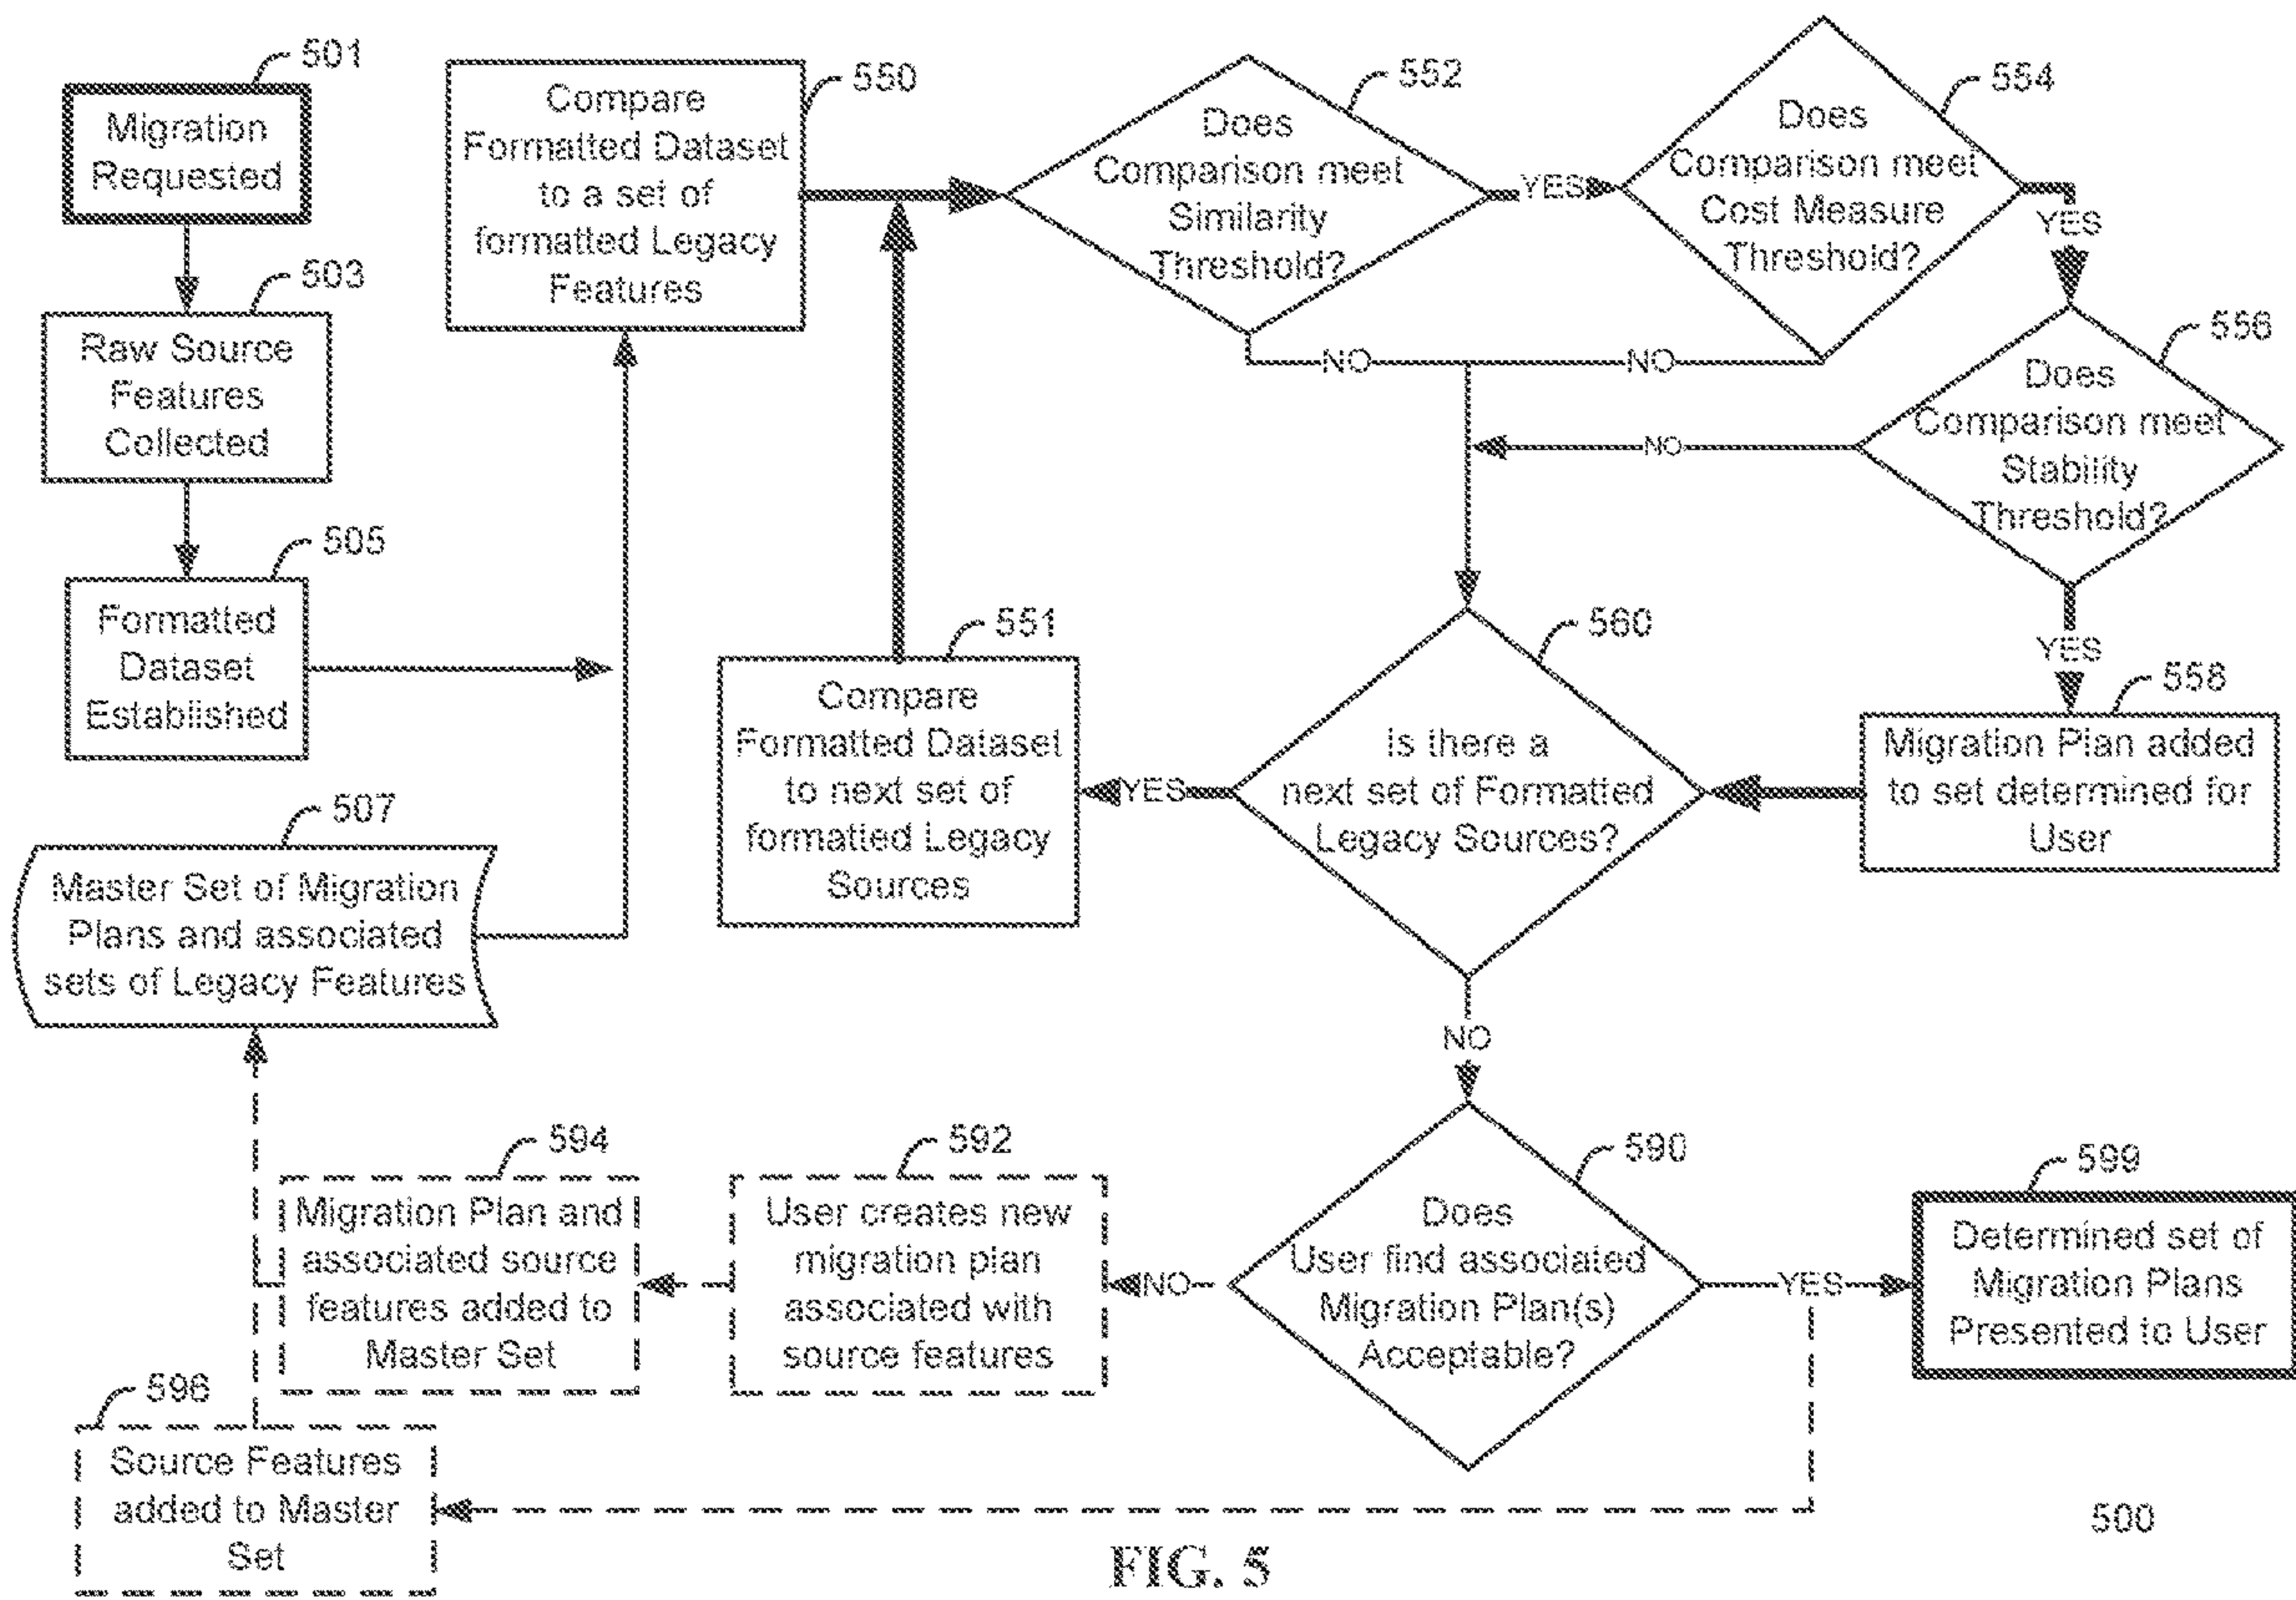 501
Migration
Requested
503
Raw Source
Features
Collected
505
Formatted
Dataset
Established
507
Master Set of Migration
Plans and associated
sets of Legacy Features
550
Compare
Formatted Dataset
to a set of
formatted Legacy
Features
552
Does
Comparison meet
Similarity
Threshold?
YES
NO
554
Does
Comparison meet
Cost Measure
Threshold?
YES
NO
556
Does
Comparison meet
Stability
Threshold?
NO
YES
558
Migration Plan added
to set determined for
User
560
Is there a
next set of Formatted
Legacy Sources?
YES
NO
551
Compare
Formatted Dataset
to next set of
formatted Legacy
Sources
590
Does
User find associated
Migration Plan(s)
Acceptable?
NO
YES
592
User creates new
migration plan
associated with
source features
594
Migration Plan and
associated source
features added to
Master Set
596
Source Features
added to Master
Set
599
Determined set of
Migration Plans
Presented to User
500
FIG. 5